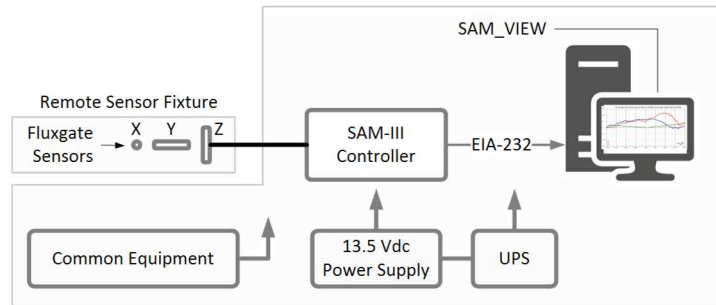 SAM_VIEW
Remote Sensor Fixture
X Y Z
Fluxgate
Sensors
SAM-III
Controller
EIA-232
Common Equipment
13.5 Vdc
Power Supply
UPS